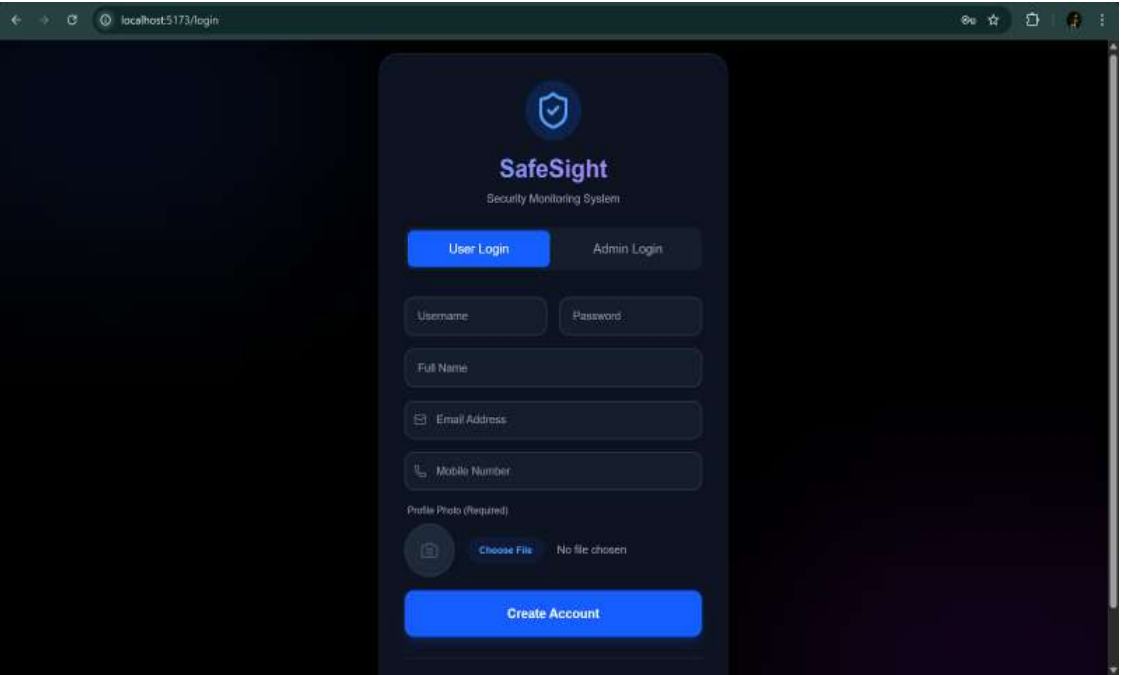 localhost:5173/login
SafeSight
Security Monitoring System
User Login Admin Login
Username Password
Full Name
Email Address
Mobile Number
Profile Photo (Required)
Choose File No file chosen
Create Account